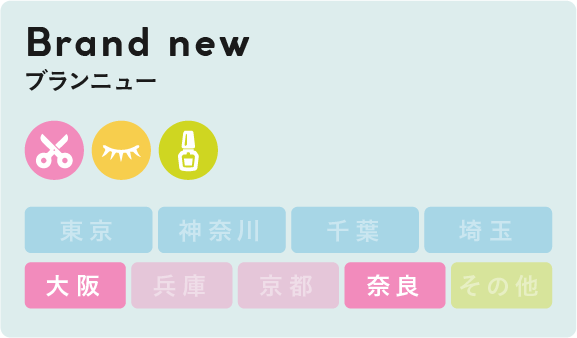 Brand new
ブランニュー
東京 神奈川 千葉 埼玉
大阪 兵庫 京都 奈良 その他